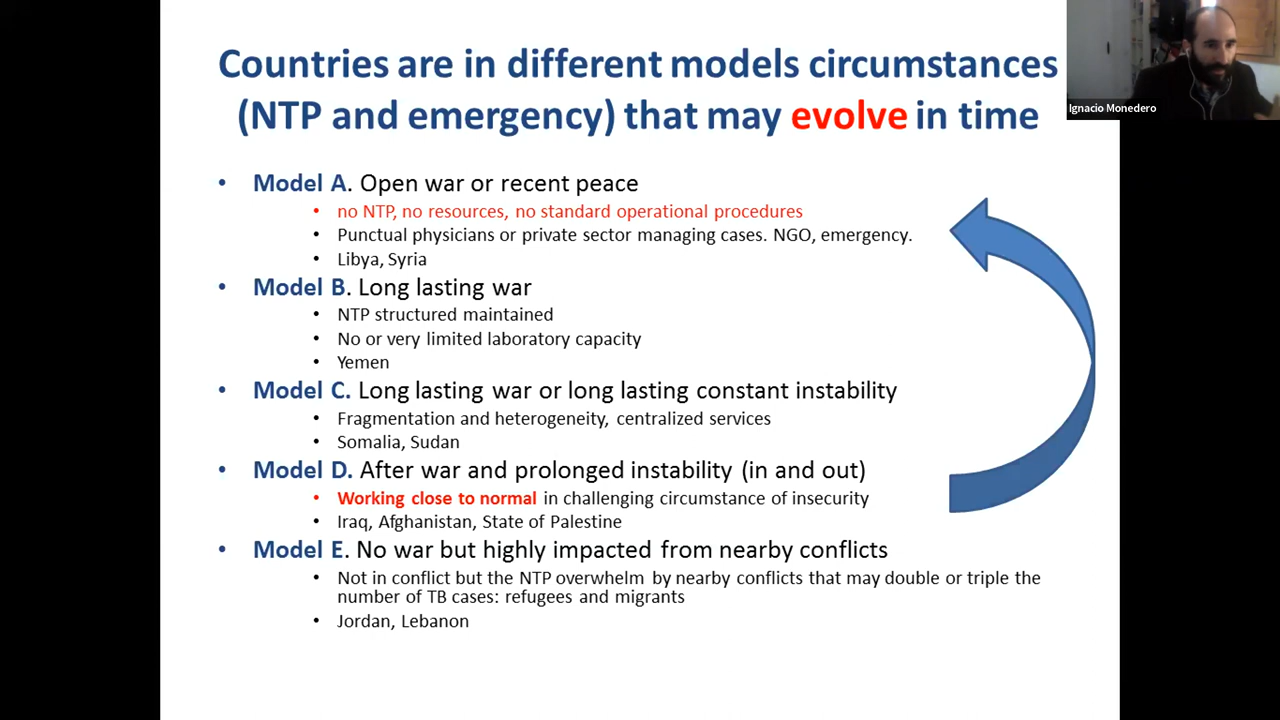 Countries are in different models circumstances
(NTP and emergency) that may evolve in time
Ignacio Monedero
• Model A. Open war or recent peace
• no NTP, no resources, no standard operational procedures
• Punctual physicians or private sector managing cases. NGO, emergency.
• Libya, Syria
• Model B. Long lasting war
• NTP structured maintained
• No or very limited laboratory capacity
• Yemen
• Model C. Long lasting war or long lasting constant instability
• Fragmentation and heterogeneity, centralized services
• Somalia, Sudan
• Model D. After war and prolonged instability (in and out)
• Working close to normal in challenging circumstance of insecurity
• Iraq, Afghanistan, State of Palestine
• Model E. No war but highly impacted from nearby conflicts
• Not in conflict but the NTP overwhelm by nearby conflicts that may double or triple the
number of TB cases: refugees and migrants
• Jordan, Lebanon